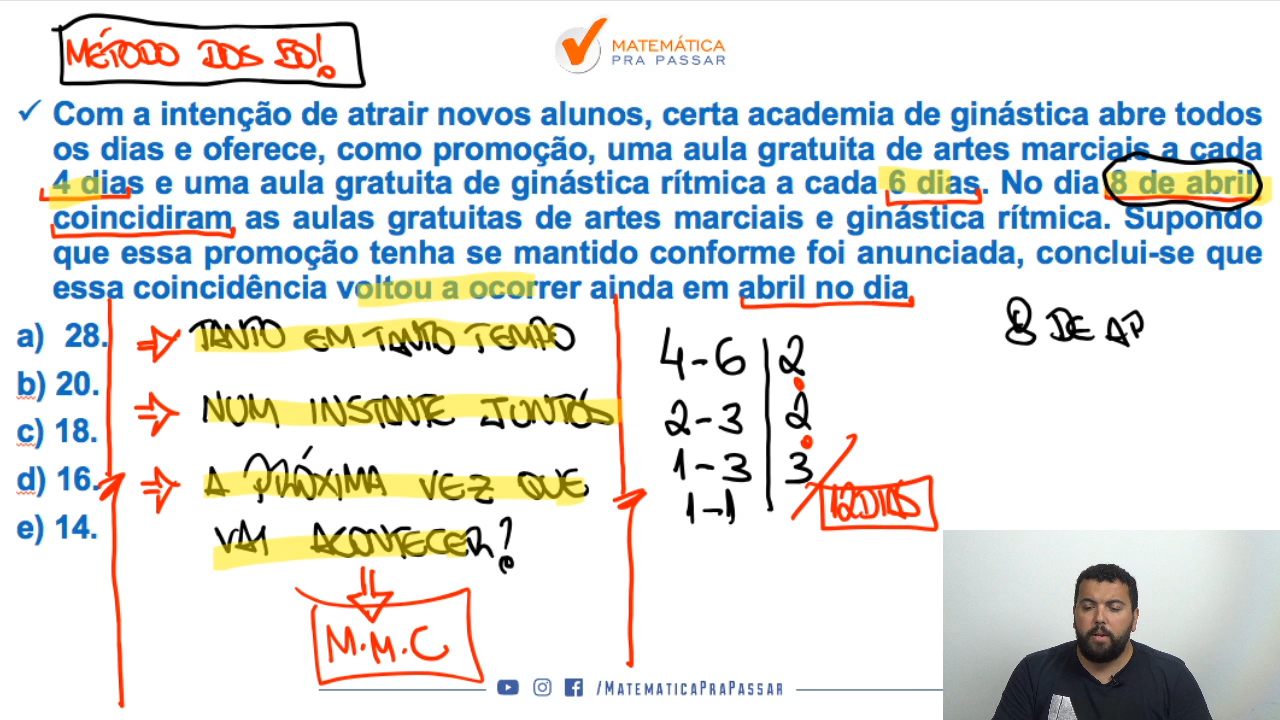 MÉTODO DOS 50!
MATEMÁTICA
PRA PASSAR
✓ Com a intenção de atrair novos alunos, certa academia de ginástica abre todos
os dias e oferece, como promoção, uma aula gratuita de artes marciais a cada
4 dias e uma aula gratuita de ginástica rítmica a cada 6 dias. No dia 8 de abril
coincidiram as aulas gratuitas de artes marciais e ginástica rítmica. Supondo
que essa promoção tenha se mantido conforme foi anunciada, conclui-se que
essa coincidência voltou a ocorrer ainda em abril no dia
a) 28.
b) 20.
c) 18.
d) 16.
e) 14.
⇒ TANTO EM TANTO TEMPO
⇒ NUM INSTANTE JUNTOS
⇒ A PRÓXIMA VEZ QUE
VAI ACONTECER?
M.M.C
4-6 | 2
2-3 | 2
1-3 | 3
1-1
12 DIAS
8 DE AB
/MATEMATICAPRAPASSAR